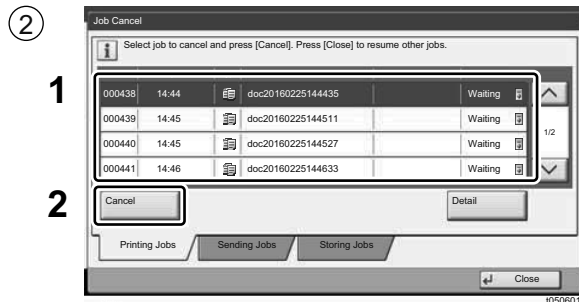 2
Job Cancel
i Select job to cancel and press [Cancel]. Press [Close] to resume other jobs.
1
000438 14:44 doc20160225144435 Waiting
000439 14:45 doc20160225144511 Waiting
1/2
000440 14:45 doc20160225144527 Waiting
000441 14:46 doc20160225144633 Waiting
2
Cancel Detail
Printing Jobs Sending Jobs Storing Jobs
Close
t050601